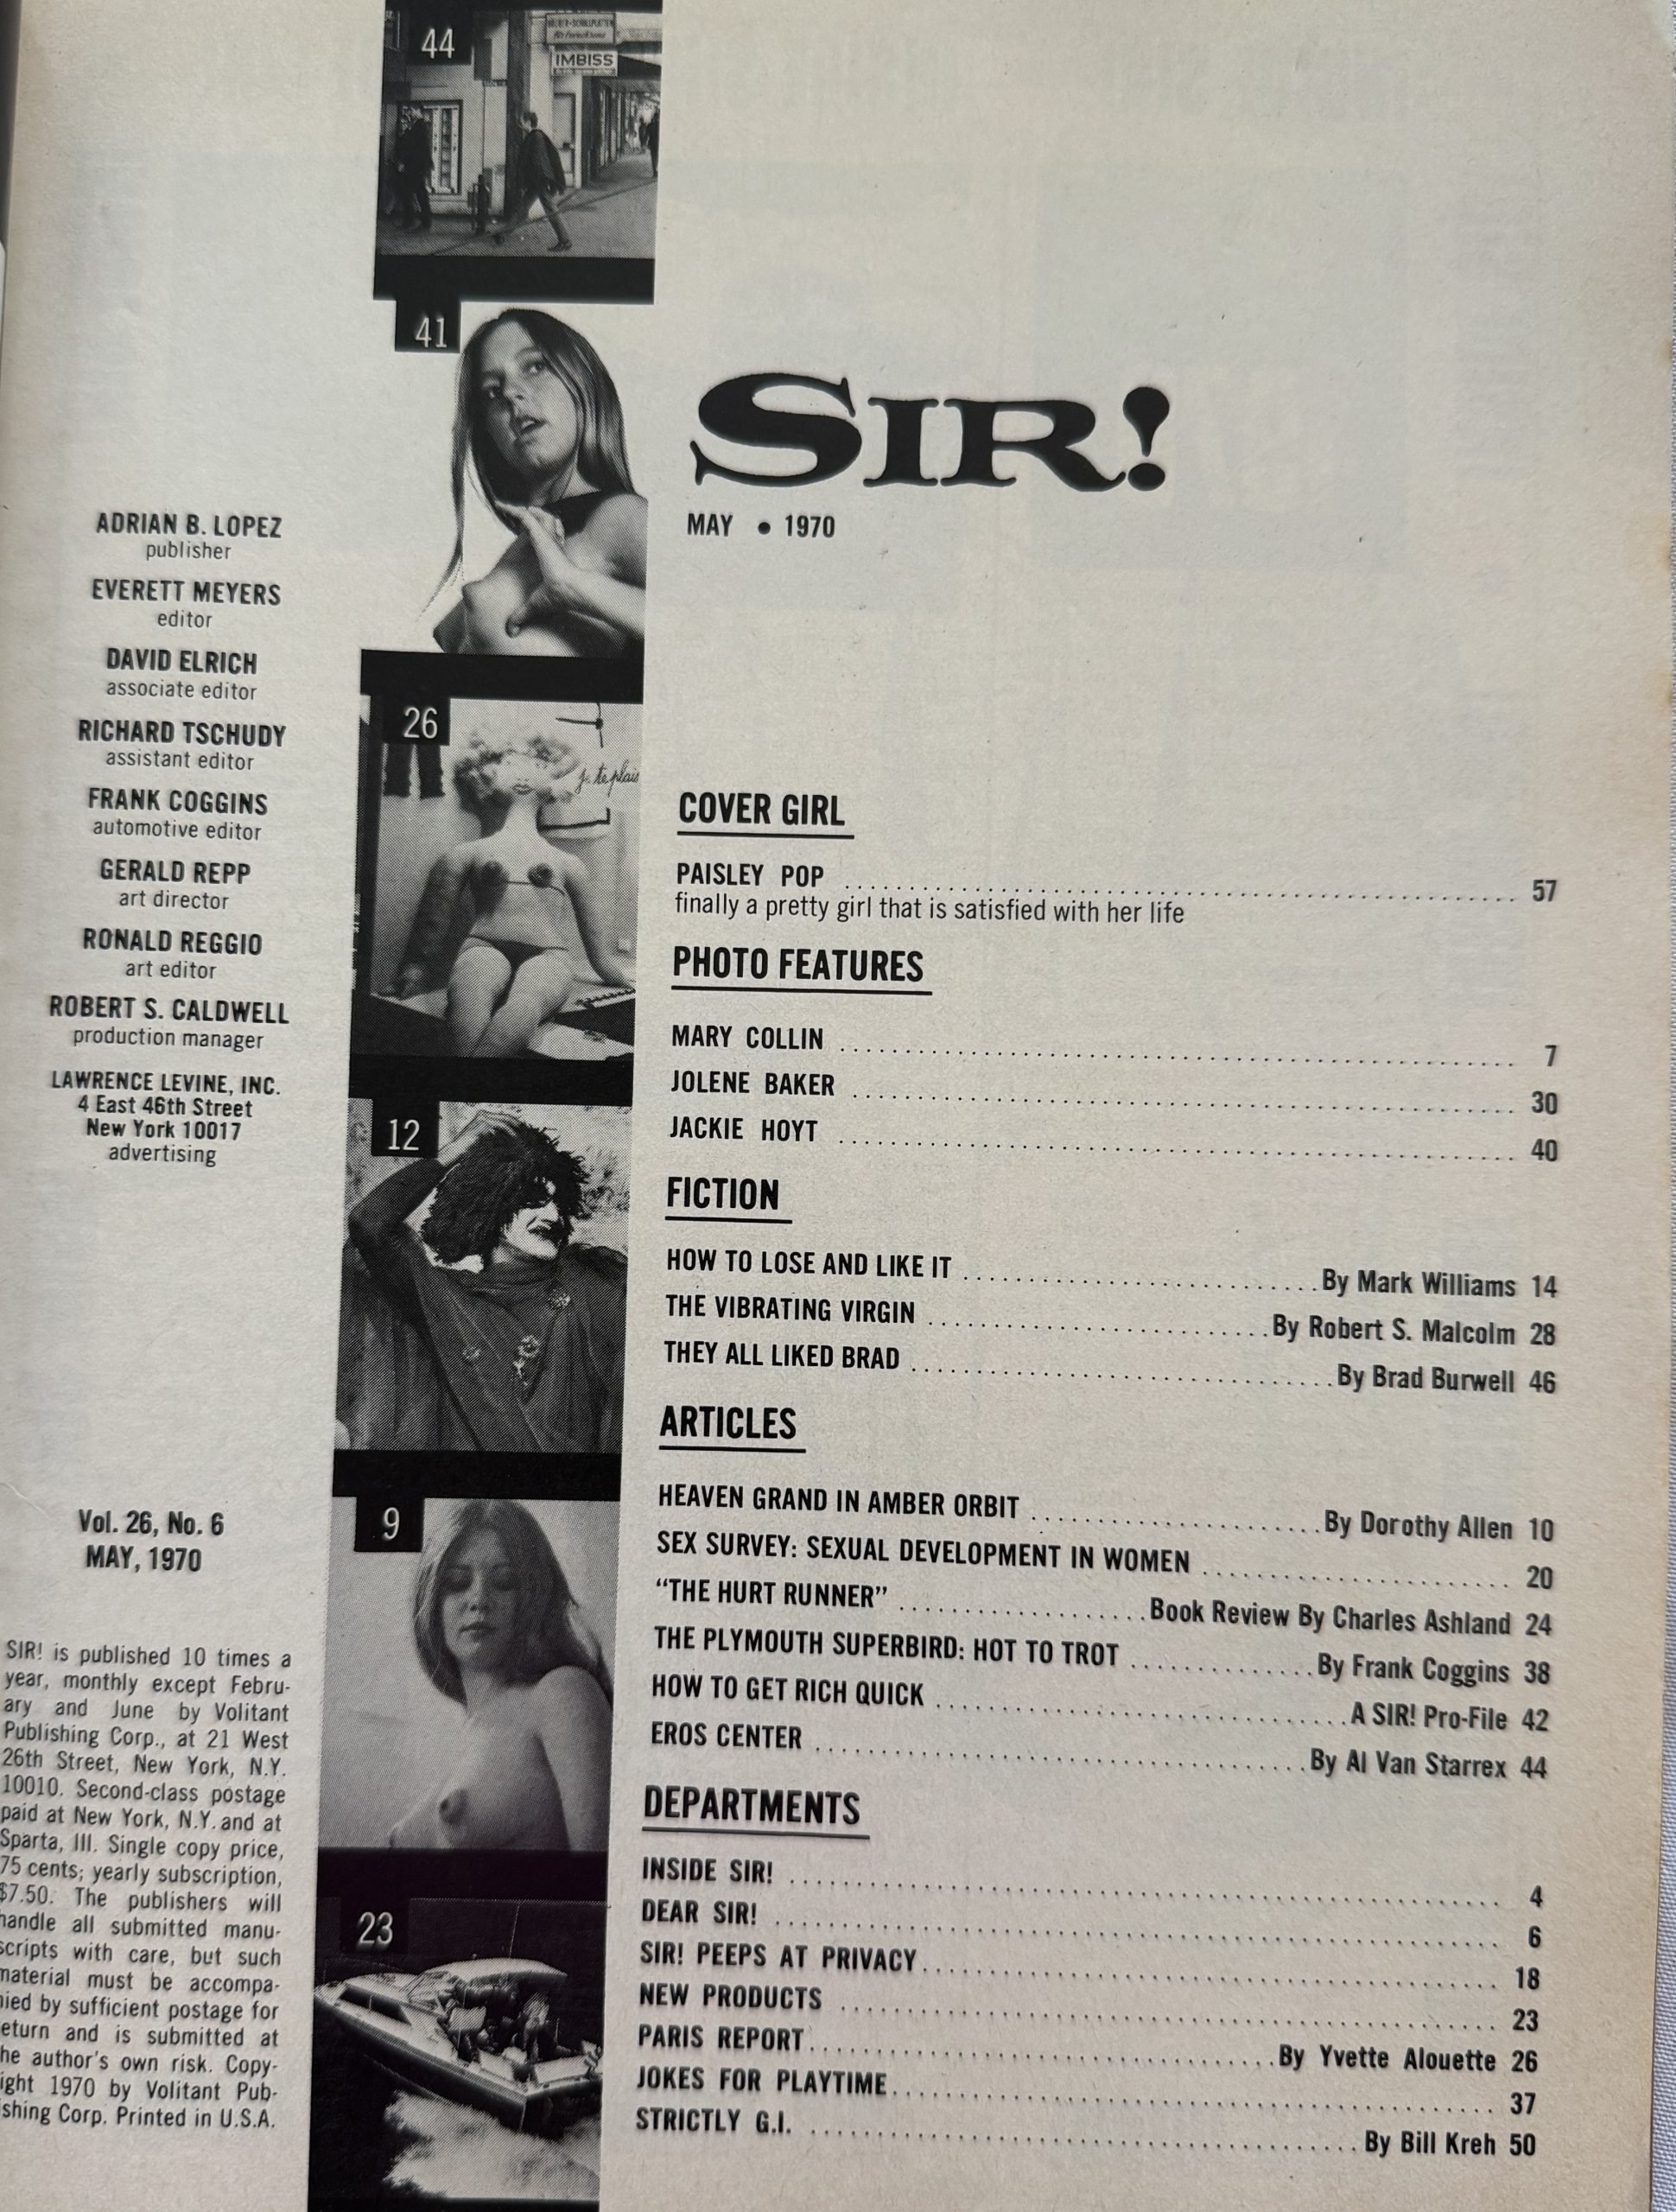 44
IMBISS
41
SIR!
MAY • 1970
ADRIAN B. LOPEZ
publisher
EVERETT MEYERS
editor
DAVID ELRICH
associate editor
RICHARD TSCHUDY
assistant editor
FRANK COGGINS
automotive editor
GERALD REPP
art director
RONALD REGGIO
art editor
ROBERT S. CALDWELL
production manager
LAWRENCE LEVINE, INC.
4 East 46th Street
New York 10017
advertising
Vol. 26, No. 6
MAY, 1970
SIR! is published 10 times a
year, monthly except Febru-
ary and June by Volitant
Publishing Corp., at 21 West
26th Street, New York, N.Y.
10010. Second-class postage
paid at New York, N.Y. and at
Sparta, Ill. Single copy price,
75 cents; yearly subscription,
$7.50. The publishers will
handle all submitted manu-
scripts with care, but such
material must be accompa-
nied by sufficient postage for
eturn and is submitted at
he author's own risk. Copy-
ight 1970 by Volitant Pub-
shing Corp. Printed in U.S.A.
26
je te plais
12
9
23
COVER GIRL
PAISLEY POP 57
finally a pretty girl that is satisfied with her life
PHOTO FEATURES
MARY COLLIN 7
JOLENE BAKER 30
JACKIE HOYT 40
FICTION
HOW TO LOSE AND LIKE IT By Mark Williams 14
THE VIBRATING VIRGIN By Robert S. Malcolm 28
THEY ALL LIKED BRAD By Brad Burwell 46
ARTICLES
HEAVEN GRAND IN AMBER ORBIT By Dorothy Allen 10
SEX SURVEY: SEXUAL DEVELOPMENT IN WOMEN 20
"THE HURT RUNNER" Book Review By Charles Ashland 24
THE PLYMOUTH SUPERBIRD: HOT TO TROT By Frank Coggins 38
HOW TO GET RICH QUICK A SIR! Pro-File 42
EROS CENTER By Al Van Starrex 44
DEPARTMENTS
INSIDE SIR! 4
DEAR SIR! 6
SIR! PEEPS AT PRIVACY 18
NEW PRODUCTS 23
PARIS REPORT By Yvette Alouette 26
JOKES FOR PLAYTIME 37
STRICTLY G.I. By Bill Kreh 50